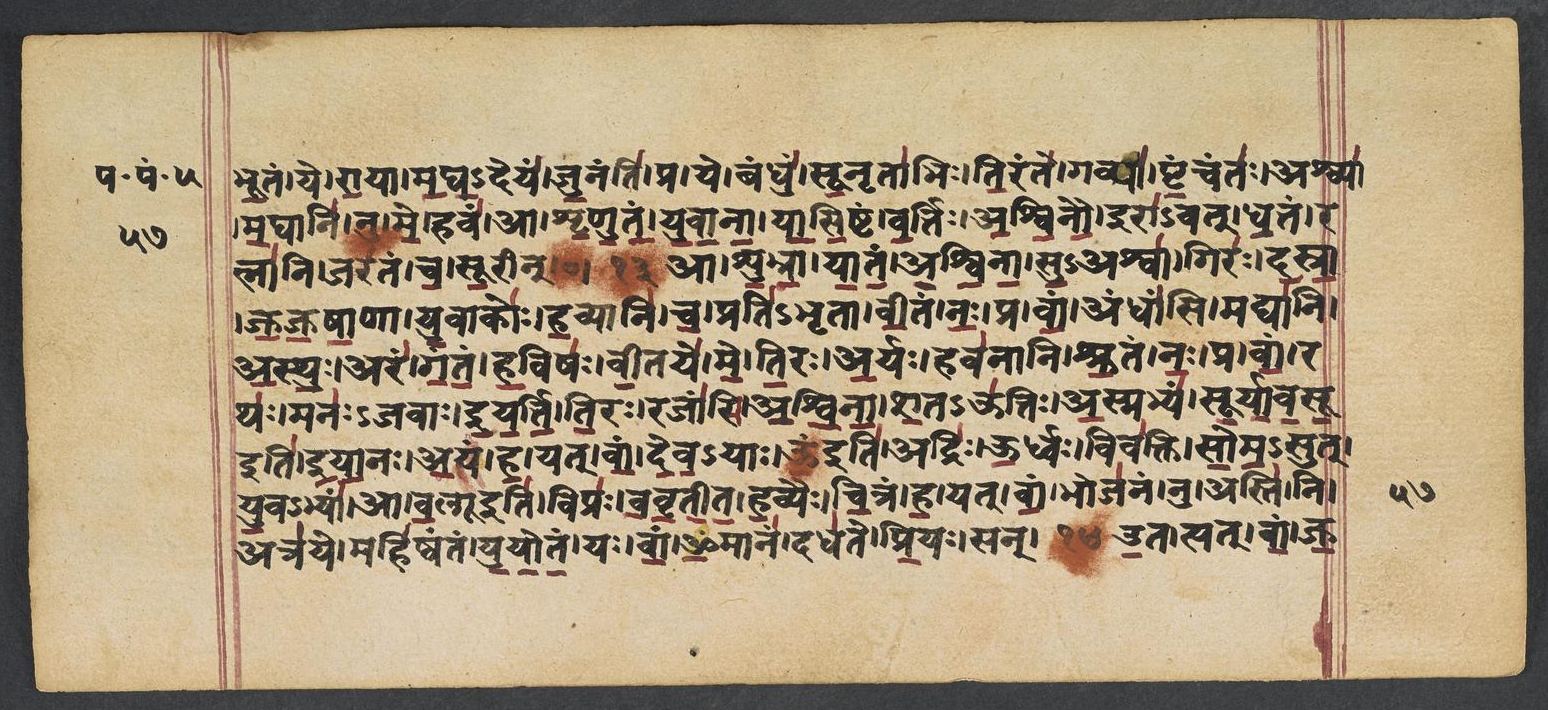 प॰ पं॰ ५
भूतं।ये।राया।मघऽदेयं।जुनंति।प्र।ये।बंधुं।सूनृताभिः।तिरंते।गव्या।पृंचंतः।अश्व्या
।मघानि।नु।मे।हवं।आ।शृणुतं।युवाना।यासिष्टं।वर्तिः।अश्विनौ।इराऽवत्।धत्तं।र
त्नानि।जरतं।च।सूरीन्।०। १३ आ।शुभ्रा।यातं।अश्विना।सुऽअश्वा।गिरः।दस्रा
।जुजुषाणा।युवाकोः।हव्यानि।च।प्रतिऽभृता।वीतं।नः।प्र।वां।अंधांसि।मद्यानि।
अस्थुः।अरं।गंतं।हविषः।वीतये।मे।तिरः।अर्यः।हवनानि।श्रुतं।नः।प्र।वां।र
थः।मनःऽजवाः।इयर्ति।तिरः।रजांसि।अश्विना।शतऽऊतिः।अस्मभ्यं।सूर्यावसू
इति।इयानः।अयं।ह।यत्।वां।देवऽयाः।ऊं इति।अद्रिः।ऊर्ध्वः।विवक्ति।सोमऽसुत्।
युवऽभ्यां।आ।वल्गू इति।विप्रः।ववृतीत।हव्यैः।चित्रं।ह।यत्।वां।भोजनं।नु।अस्ति।नि।
अत्रये।महिष्वंतं।युयोतं।यः।वां।ओमानं।दधते।प्रियः।सन्। १४ उत।त्यत्।वां।जु
५७
५७